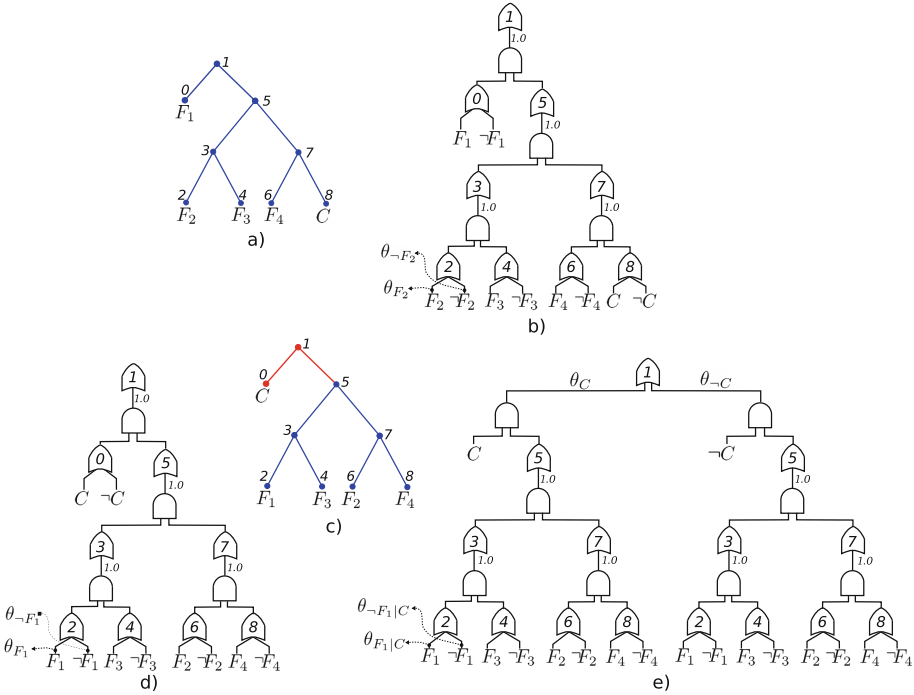 1
0
F₁
5
3
7
2
4
6
8
F₂
F₃
F₄
C
a)
1
1.0
0
5
F₁ ¬F₁
1.0
3
7
1.0
1.0
θ¬F₂
2
4
6
8
θF₂
F₂ ¬F₂ F₃ ¬F₃ F₄ ¬F₄ C ¬C
b)
1
0
C
5
3
7
2
4
6
8
F₁
F₃
F₂
F₄
c)
1
1.0
0
5
C ¬C
1.0
3
7
1.0
1.0
θ¬F₁
2
4
6
8
θF₁
F₁ ¬F₁ F₃ ¬F₃ F₂ ¬F₂ F₄ ¬F₄
d)
θC
1
θ¬C
C
5
¬C
5
1.0
1.0
3
7
3
7
1.0
1.0
1.0
1.0
θ¬F₁|C
2
4
6
8
2
4
6
8
θF₁|C
F₁ ¬F₁ F₃ ¬F₃ F₂ ¬F₂ F₄ ¬F₄ F₁ ¬F₁ F₃ ¬F₃ F₂ ¬F₂ F₄ ¬F₄
e)